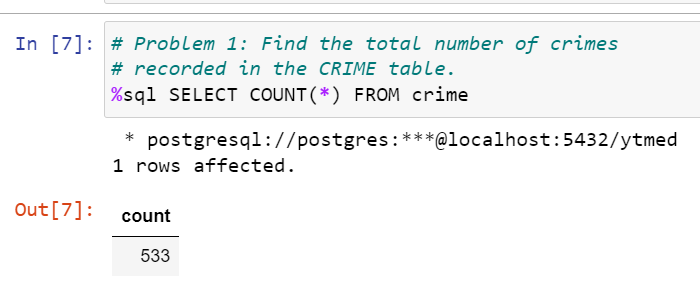 In [7]: # Problem 1: Find the total number of crimes
# recorded in the CRIME table.
%sql SELECT COUNT(*) FROM crime
* postgresql://postgres:***@localhost:5432/ytmed
1 rows affected.
Out[7]: count
533